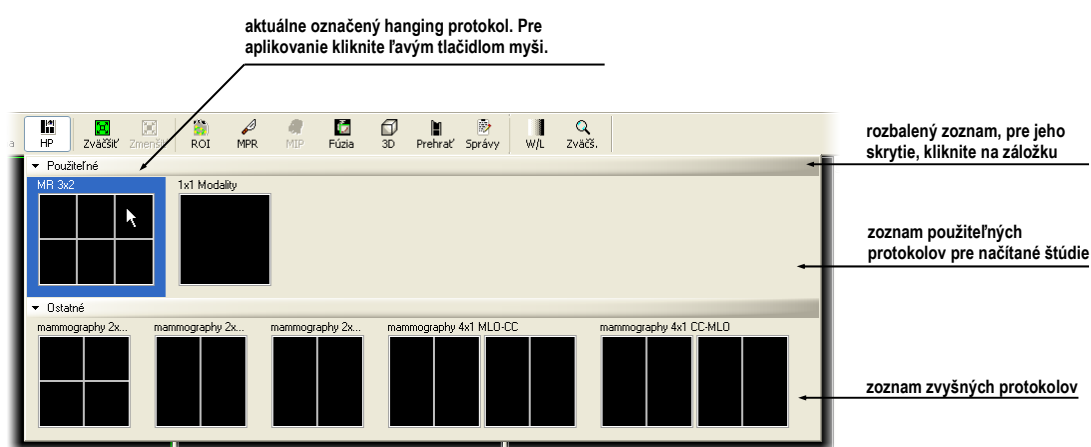 aktuálne označený hanging protokol. Pre
aplikovanie kliknite ľavým tlačidlom myši.
a
HP
Zväčšiť
Zmenšiť
ROI
MPR
MIP
Fúzia
3D
Prehrať
Správy
W/L
Zväčš.
rozbalený zoznam, pre jeho
skrytie, kliknite na záložku
Použiteľné
MR 3x2
1x1 Modality
zoznam použiteľných
protokolov pre načítané štúdie
Ostatné
mammography 2x...
mammography 2x...
mammography 2x...
mammography 4x1 MLO-CC
mammography 4x1 CC-MLO
zoznam zvyšných protokolov